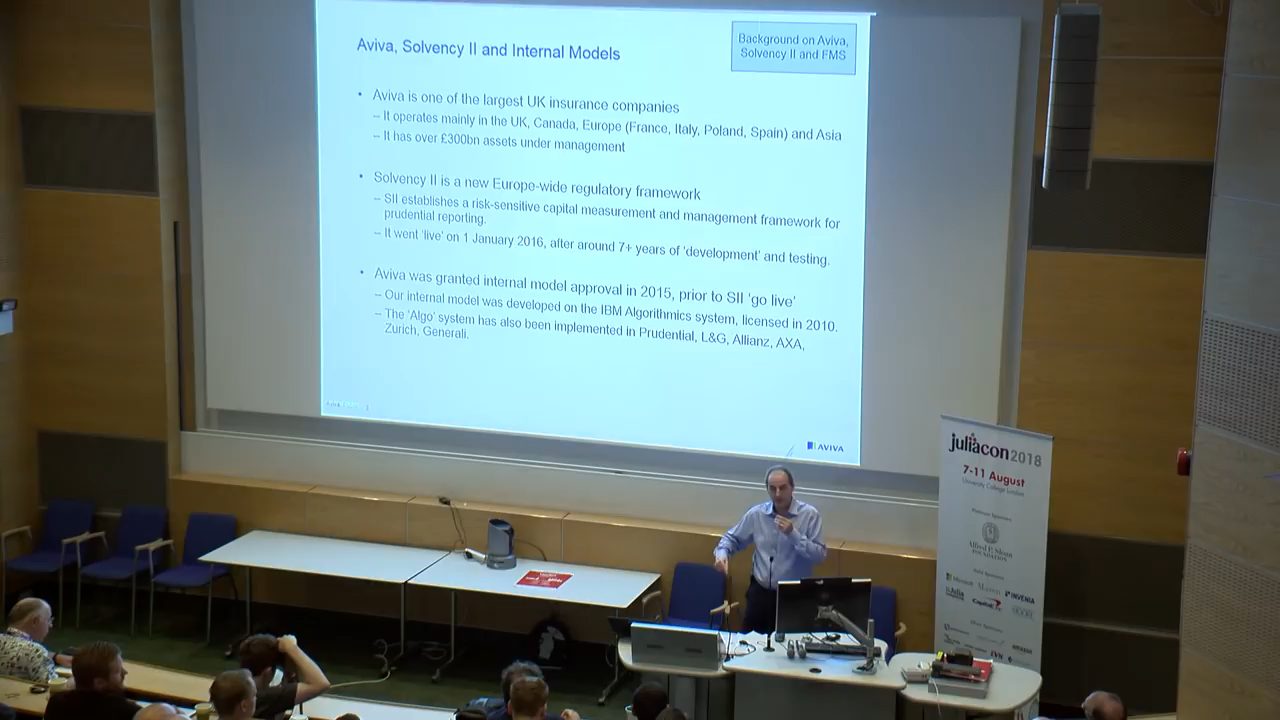 Aviva, Solvency II and Internal Models
Background on Aviva,
Solvency II and FMS
• Aviva is one of the largest UK insurance companies
– It operates mainly in the UK, Canada, Europe (France, Italy, Poland, Spain) and Asia
– It has over £300bn assets under management
• Solvency II is a new Europe-wide regulatory framework
– SII establishes a risk-sensitive capital measurement and management framework for
prudential reporting.
– It went 'live' on 1 January 2016, after around 7+ years of 'development' and testing.
• Aviva was granted internal model approval in 2015, prior to SII 'go live'
– Our internal model was developed on the IBM Algorithmics system, licensed in 2010.
– The 'Algo' system has also been implemented in Prudential, L&G, Allianz, AXA,
Zurich, Generali.
AVIVA
juliacon2018
7-11 August
University College London
Alfred P. Sloan
FOUNDATION
Microsoft
INVENIA